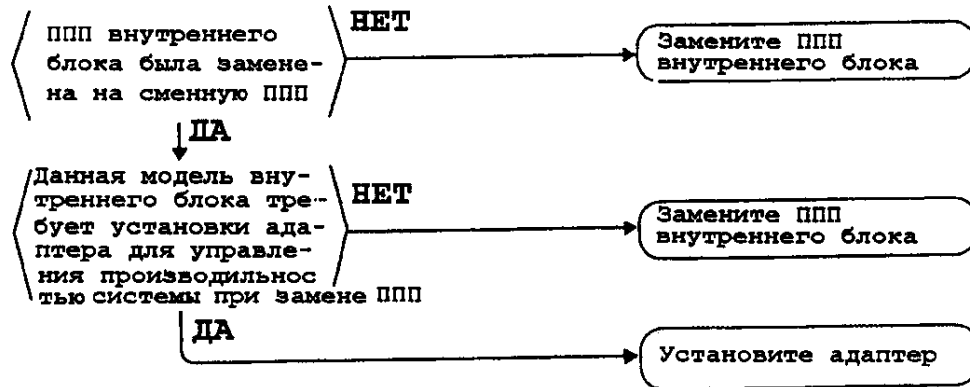 ППП внутреннего
блока была замене-
на на сменную ППП
НЕТ
Замените ППП
внутреннего блока
ДА
Данная модель вну-
треннего блока тре-
бует установки ада-
птера для управле-
ния производильнос
тью системы при замене ППП
НЕТ
Замените ППП
внутреннего блока
ДА
Установите адаптер